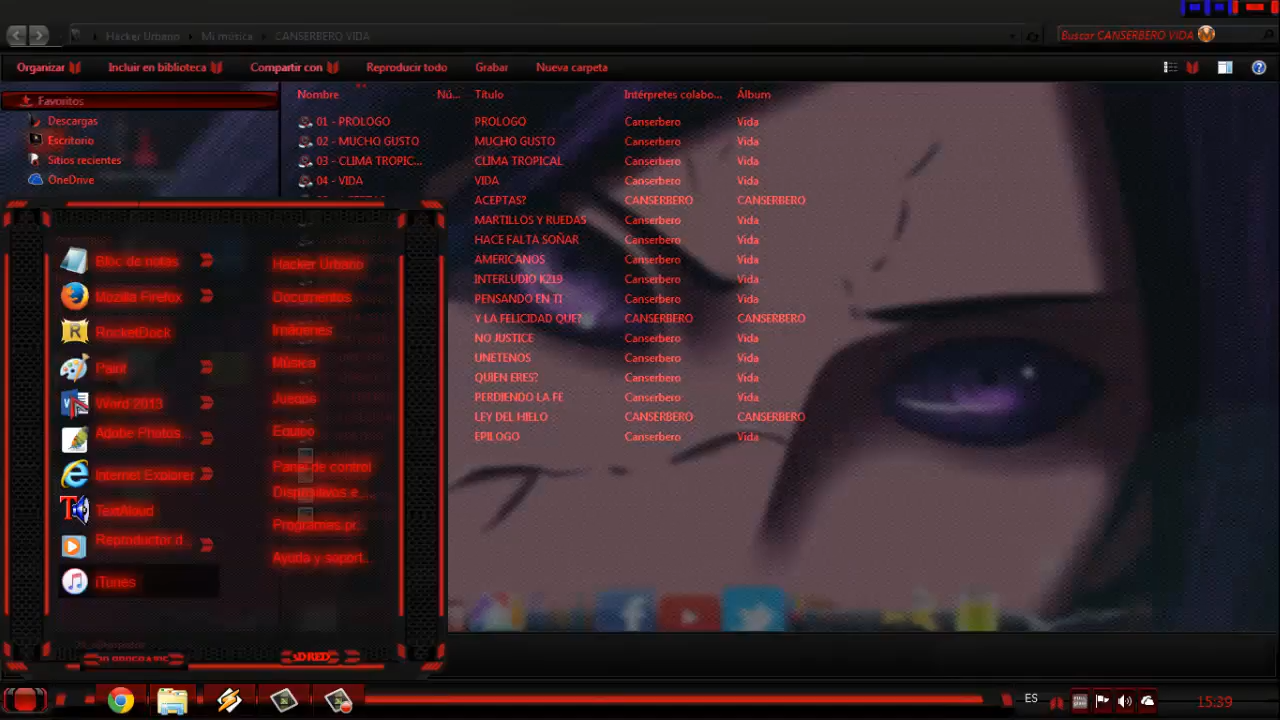 Hacker Urbano Mi música CANSERBERO VIDA
Buscar CANSERBERO VIDA
Organizar Incluir en biblioteca Compartir con Reproducir todo Grabar Nueva carpeta
Favoritos
Descargas
Escritorio
Sitios recientes
OneDrive
Nombre Nú... Título Intérpretes colabo... Álbum
01 - PROLOGO PROLOGO Canserbero Vida
02 - MUCHO GUSTO MUCHO GUSTO Canserbero Vida
03 - CLIMA TROPIC... CLIMA TROPICAL Canserbero Vida
04 - VIDA VIDA Canserbero Vida
ACEPTAS? CANSERBERO CANSERBERO
MARTILLOS Y RUEDAS Canserbero Vida
HACE FALTA SOÑAR Canserbero Vida
AMERICANOS Canserbero Vida
INTERLUDIO K219 Canserbero Vida
PENSANDO EN TI Canserbero Vida
Y LA FELICIDAD QUE? CANSERBERO CANSERBERO
NO JUSTICE Canserbero Vida
UNETENOS Canserbero Vida
QUIEN ERES? Canserbero Vida
PERDIENDO LA FE Canserbero Vida
LEY DEL HIELO CANSERBERO CANSERBERO
EPILOGO Canserbero Vida
Bloc de notas
Mozilla Firefox
RocketDock
Paint
Word 2013
Adobe Photos...
Internet Explorer
TextAloud
Reproductor d...
iTunes
Hacker Urbano
Documentos
Imágenes
Música
Juegos
Equipo
Panel de control
Dispositivos e...
Programas pr...
Ayuda y soport...
3D RED
ES
15:39